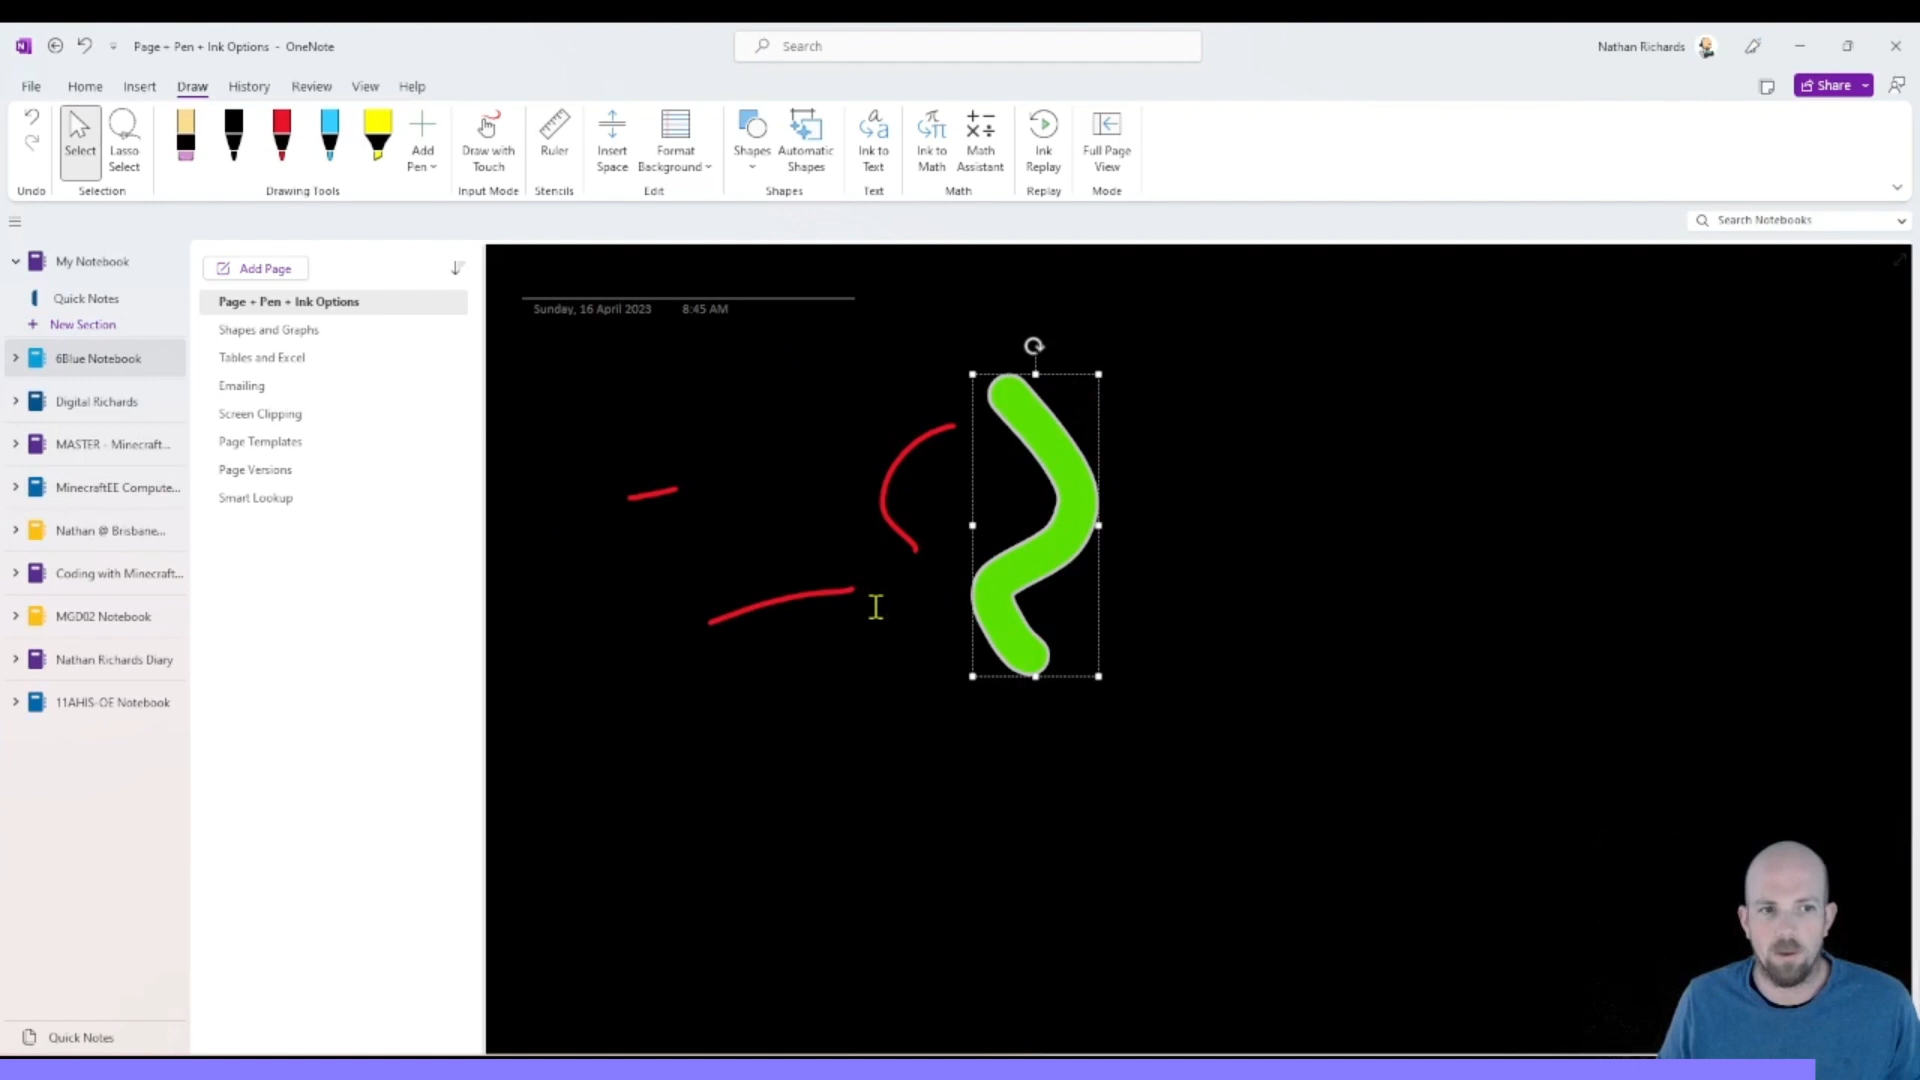 Page + Pen + Ink Options - OneNote
Search
Nathan Richards
File Home Insert Draw History Review View Help
Share
Select
Lasso Select
Add Pen
Draw with Touch
Ruler
Insert Space
Format Background
Shapes
Automatic Shapes
Ink to Text
Ink to Math
Math Assistant
Ink Replay
Full Page View
Undo Selection Drawing Tools Input Mode Stencils Edit Shapes Text Math Replay Mode
Search Notebooks
My Notebook
Quick Notes
New Section
6Blue Notebook
Digital Richards
MASTER - Minecraft...
MinecraftEE Compute...
Nathan @ Brisbane...
Coding with Minecraft...
MGD02 Notebook
Nathan Richards Diary
11AHIS-OE Notebook
Quick Notes
Add Page
Page + Pen + Ink Options
Shapes and Graphs
Tables and Excel
Emailing
Screen Clipping
Page Templates
Page Versions
Smart Lookup
Sunday, 16 April 2023 8:45 AM